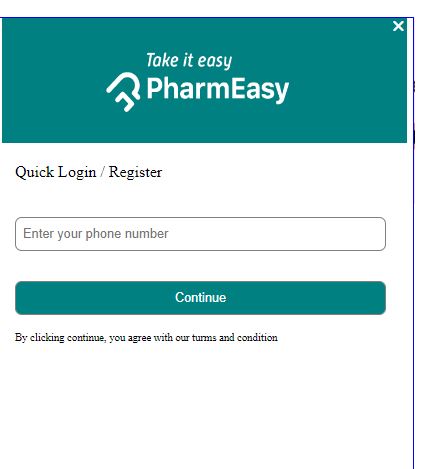 ×
Take it easy
PharmEasy
Quick Login / Register
Enter your phone number
Continue
By clicking continue, you agree with our turms and condition